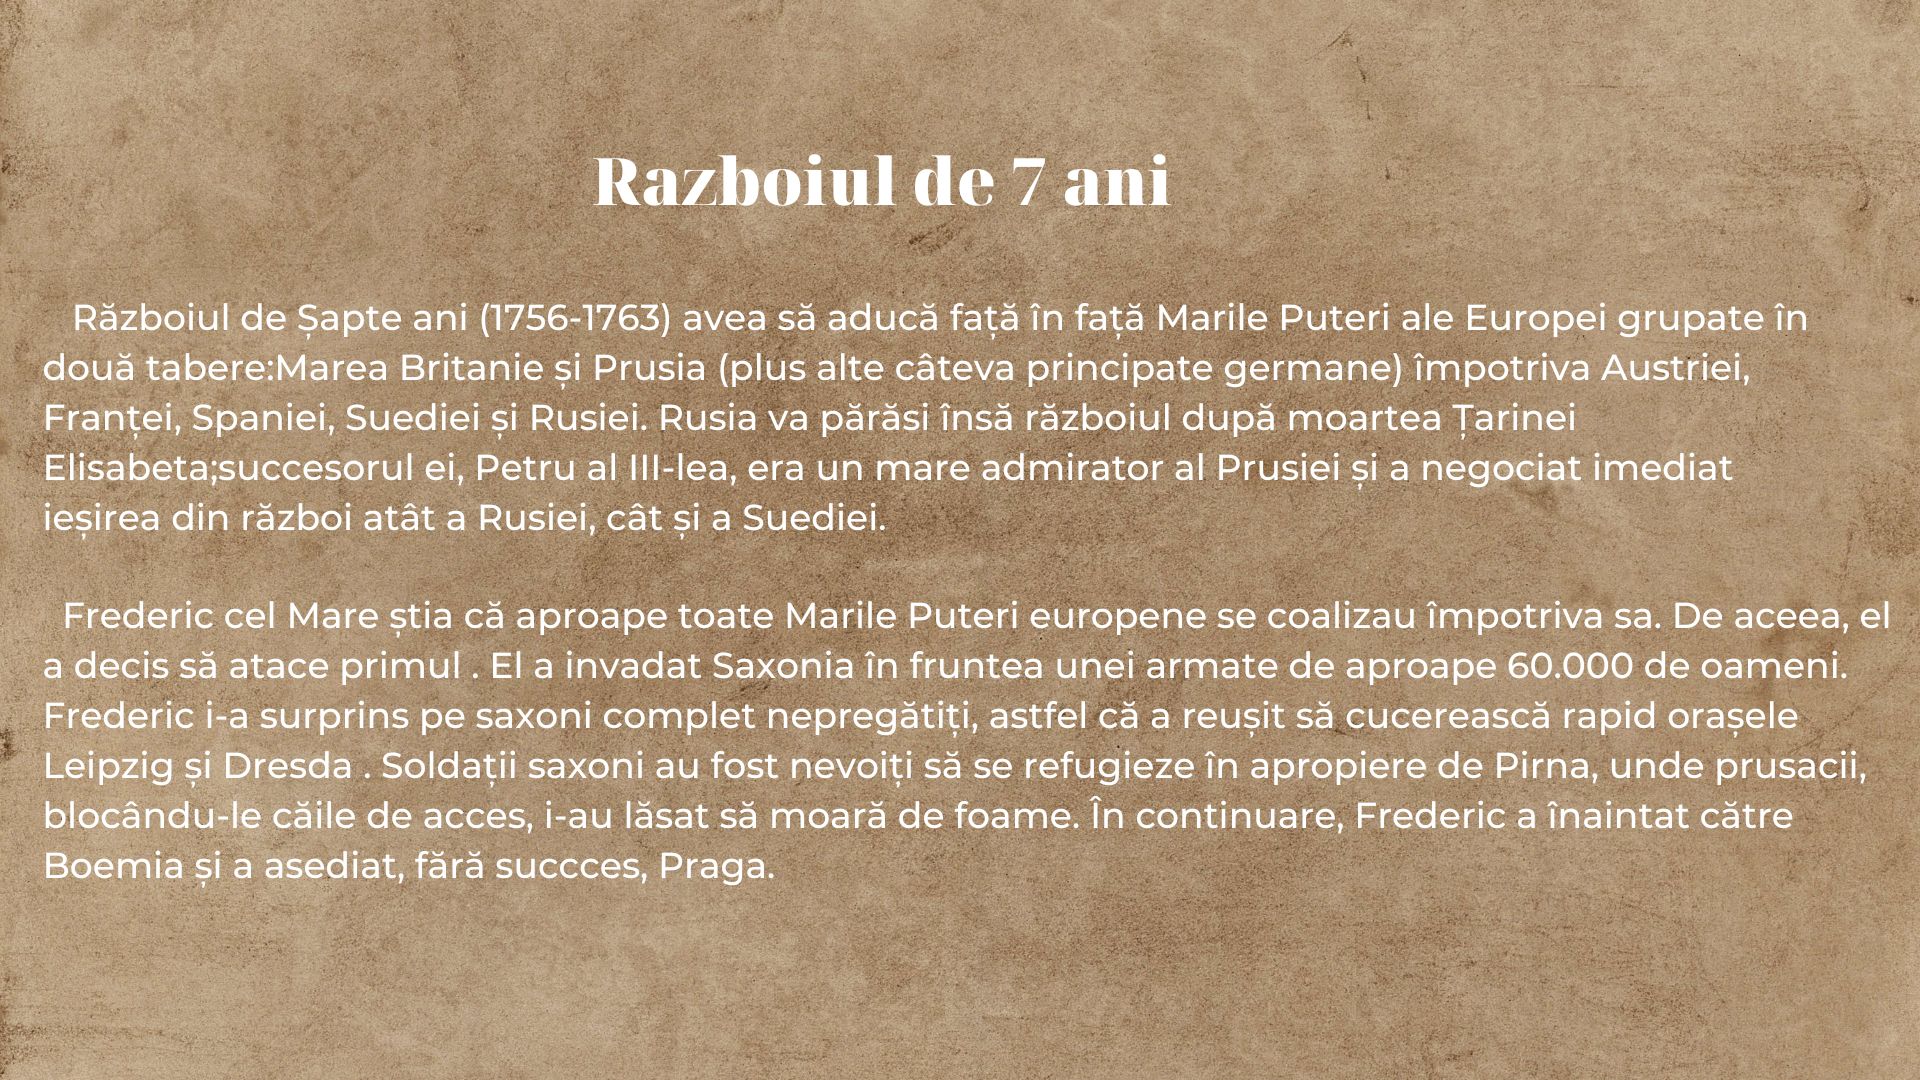 Razboiul de 7 ani
Războiul de Șapte ani (1756-1763) avea să aducă față în față Marile Puteri ale Europei grupate în
două tabere:Marea Britanie și Prusia (plus alte câteva principate germane) împotriva Austriei,
Franței, Spaniei, Suediei și Rusiei. Rusia va părăsi însă războiul după moartea Țarinei
Elisabeta;succesorul ei, Petru al III-lea, era un mare admirator al Prusiei și a negociat imediat
ieșirea din război atât a Rusiei, cât și a Suediei.
Frederic cel Mare știa că aproape toate Marile Puteri europene se coalizau împotriva sa. De aceea, el
a decis să atace primul . El a invadat Saxonia în fruntea unei armate de aproape 60.000 de oameni.
Frederic i-a surprins pe saxoni complet nepregătiți, astfel că a reușit să cucerească rapid orașele
Leipzig și Dresda . Soldații saxoni au fost nevoiți să se refugieze în apropiere de Pirna, unde prusacii,
blocându-le căile de acces, i-au lăsat să moară de foame. În continuare, Frederic a înaintat către
Boemia și a asediat, fără succces, Praga.